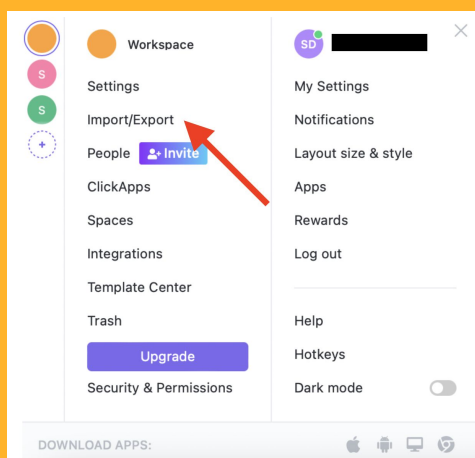 Workspace
Settings
Import/Export
People Invite
ClickApps
Spaces
Integrations
Template Center
Trash
Upgrade
Security & Permissions
S
S
+
SD
My Settings
Notifications
Layout size & style
Apps
Rewards
Log out
Help
Hotkeys
Dark mode
DOWNLOAD APPS: